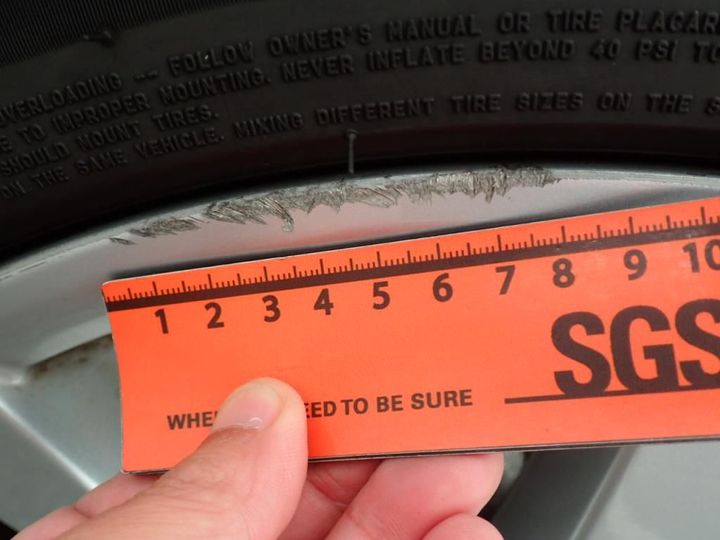 OVERLOADING -- FOLLOW OWNER'S MANUAL OR TIRE PLACAR
E TO IMPROPER MOUNTING. NEVER INFLATE BEYOND 40 PSI TO
SHOULD MOUNT TIRES.
ON THE SAME VEHICLE. MIXING DIFFERENT TIRE SIZES ON THE S
1 2 3 4 5 6 7 8 9 10
SGS
WHE EED TO BE SURE